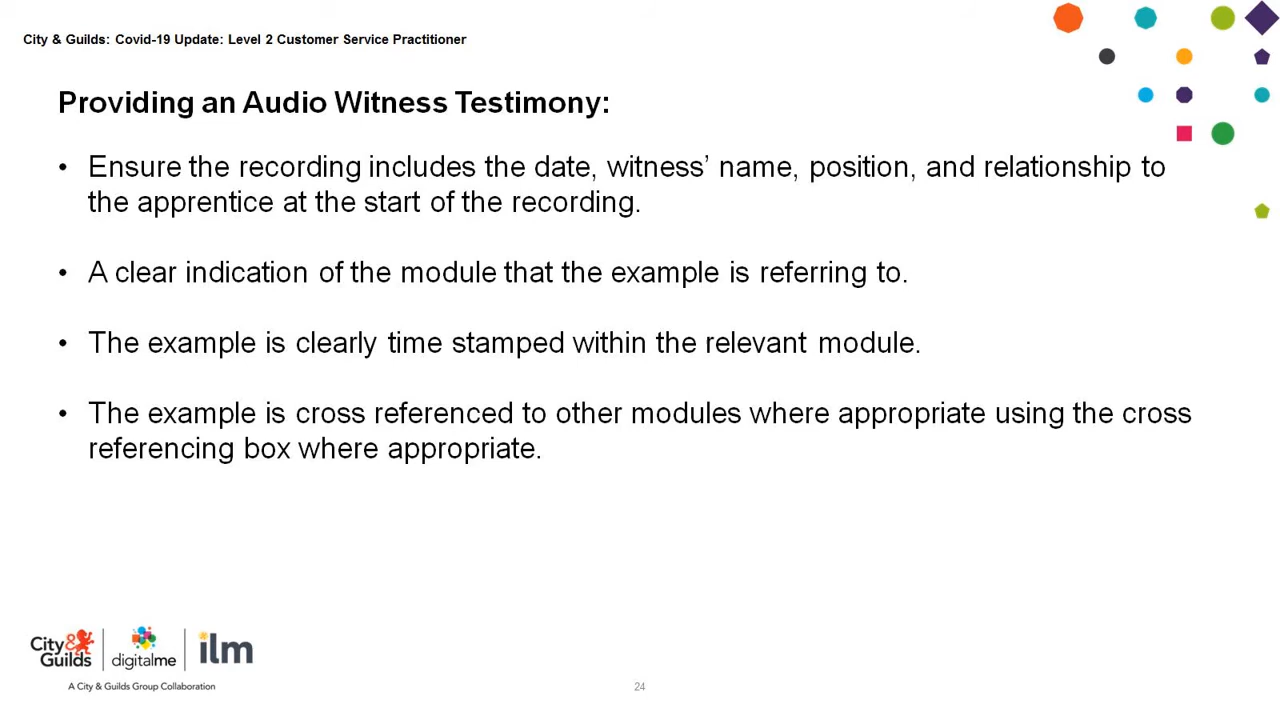 City & Guilds: Covid-19 Update: Level 2 Customer Service Practitioner
Providing an Audio Witness Testimony:
• Ensure the recording includes the date, witness’ name, position, and relationship to
the apprentice at the start of the recording.
• A clear indication of the module that the example is referring to.
• The example is clearly time stamped within the relevant module.
• The example is cross referenced to other modules where appropriate using the cross
referencing box where appropriate.
City &
Guilds
digitalme
ilm
A City & Guilds Group Collaboration
24